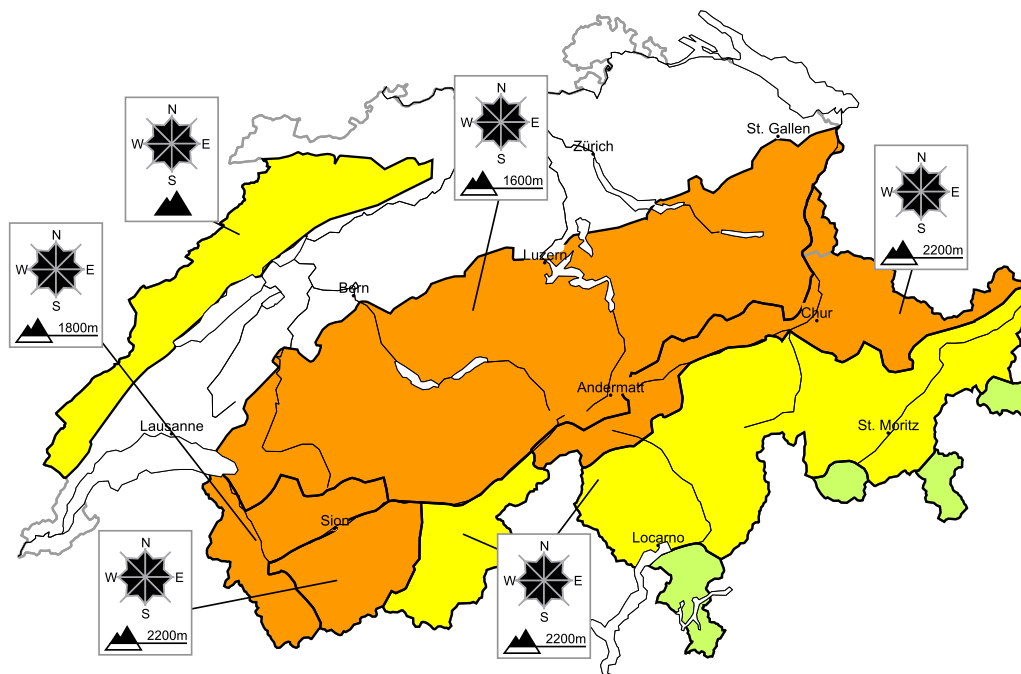 N
W E
S
1600m
N
W E
S
St. Gallen
Zürich
N
W E
S
2200m
N
W E
S
1800m
Luzern
Bern
Chur
Andermatt
Lausanne
St. Moritz
Sion
Locarno
N
W E
S
2200m
N
W E
S
2200m